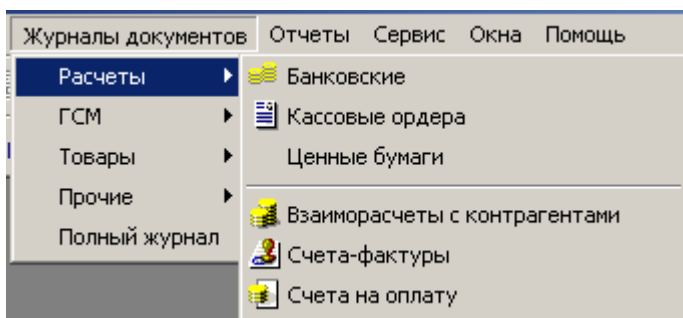 Журналы документов Отчеты Сервис Окна Помощь
Расчеты
ГСМ
Товары
Прочие
Полный журнал
Банковские
Кассовые ордера
Ценные бумаги
Взаиморасчеты с контрагентами
Счета-фактуры
Счета на оплату